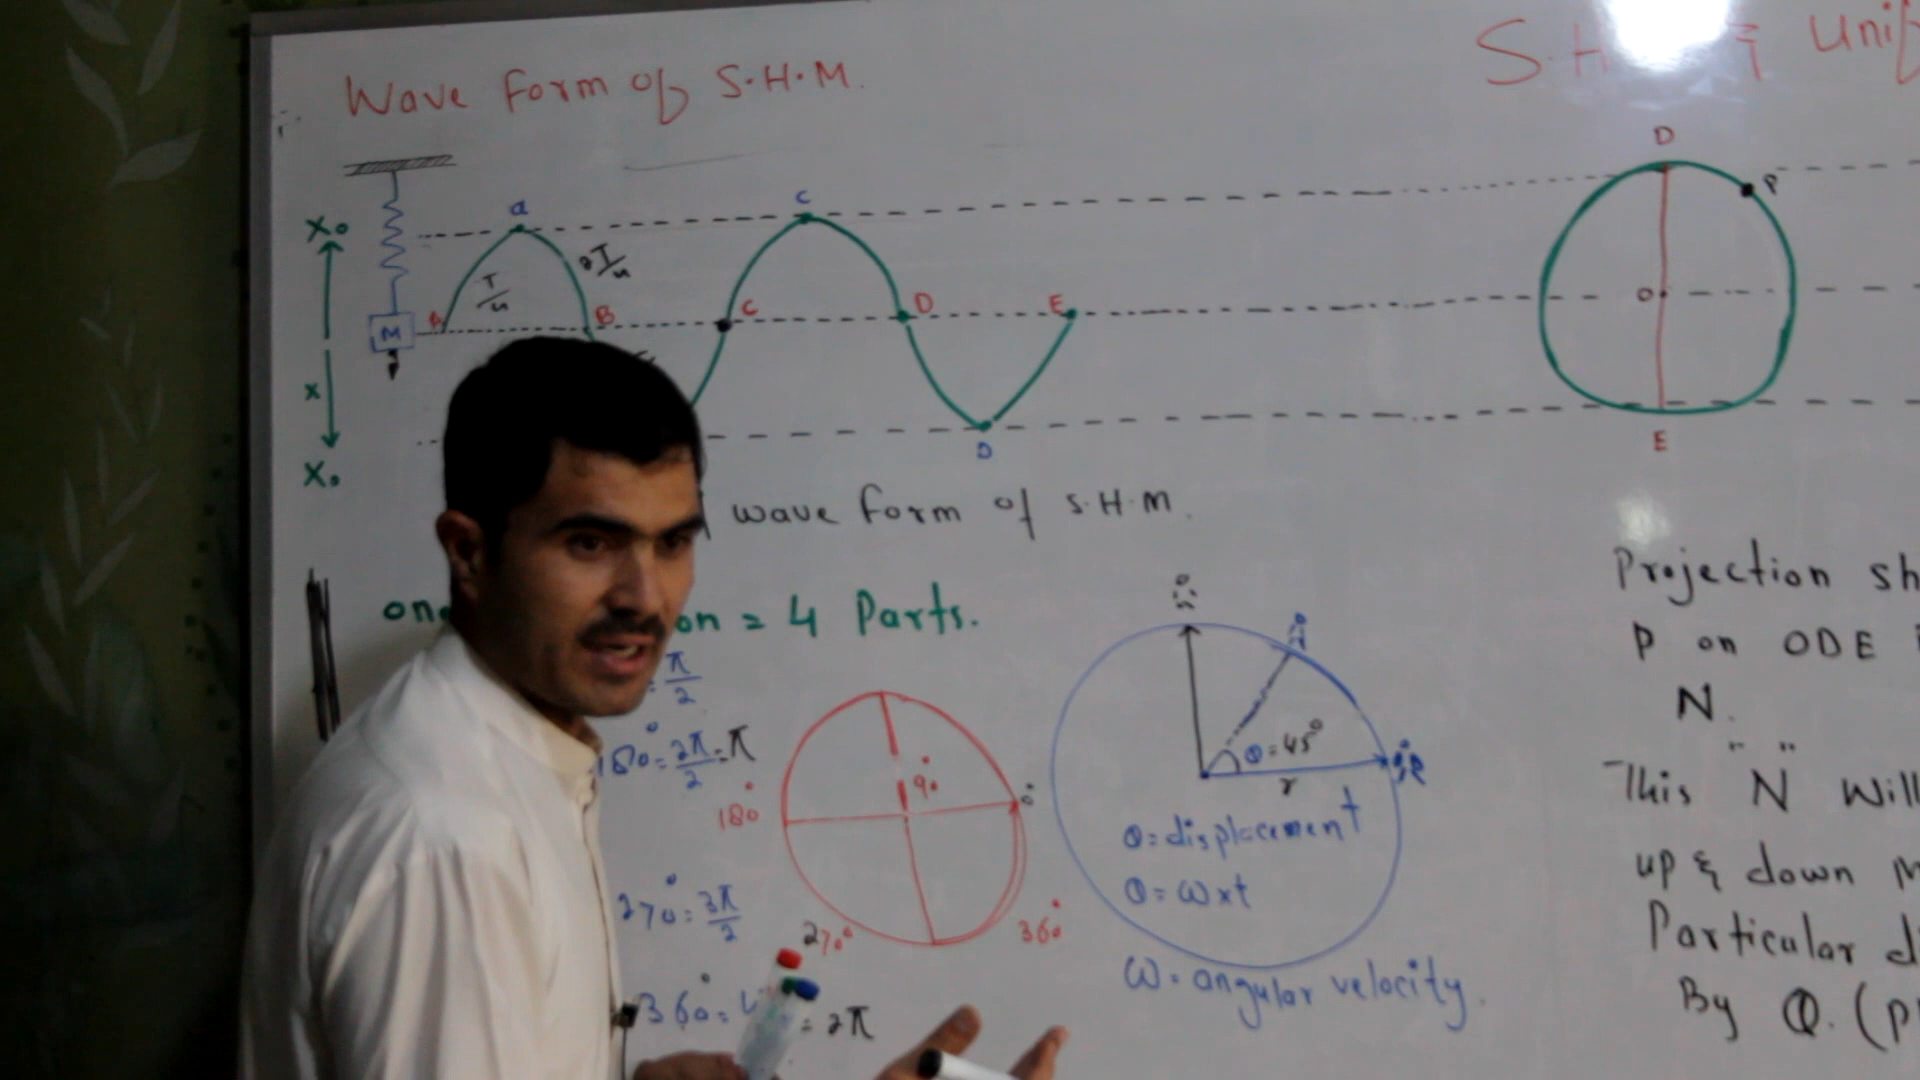 Wave Form of S.H.M.
S.H
Unif
D
P
a
c
X₀
T/4
2T/4
A
B
C
D
E
M
O
x
X₀
D
E
wave form of S.H.M.
Projection sh
one
on = 4 Parts.
P on ODE
N.
= π/2
180° = 2π/2 = π
θ = 45°
r
90°
0°
180°
This "N" Will
θ = displacement
up & down M
270° = 3π/2
θ = ω x t
270°
360°
Particular d
ω = angular velocity.
360° =
= 2π
By Q. (p